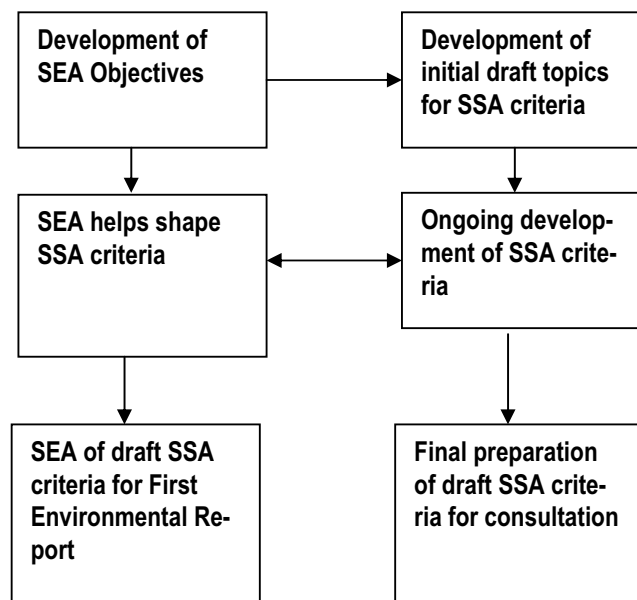 Development of
SEA Objectives
Development of
initial draft topics
for SSA criteria
SEA helps shape
SSA criteria
Ongoing develop-
ment of SSA crite-
ria
SEA of draft SSA
criteria for First
Environmental Re-
port
Final preparation
of draft SSA crite-
ria for consultation